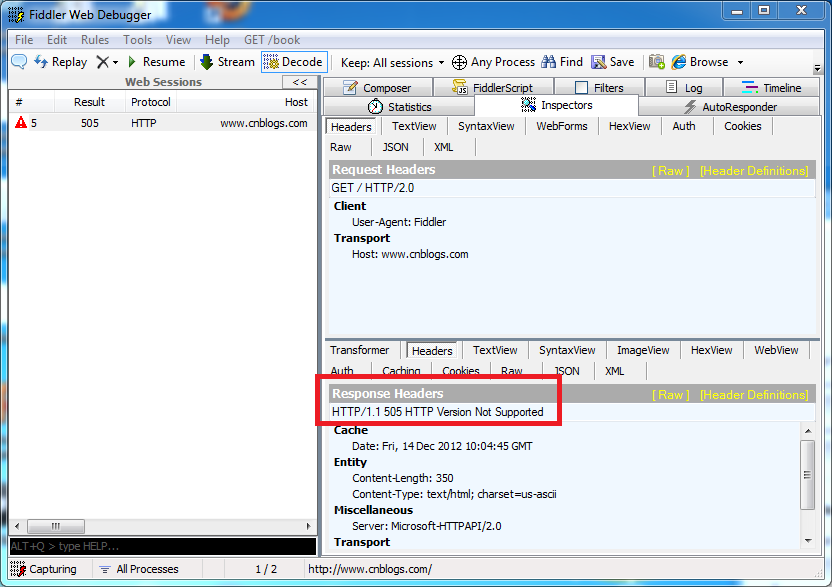 Fiddler Web Debugger
File Edit Rules Tools View Help GET /book
Replay Resume Stream Decode Keep: All sessions Any Process Find Save Browse
Web Sessions <<
# Result Protocol Host
5 505 HTTP www.cnblogs.com
Composer FiddlerScript Filters Log Timeline
Statistics Inspectors AutoResponder
Headers TextView SyntaxView WebForms HexView Auth Cookies
Raw JSON XML
Request Headers [ Raw ] [Header Definitions]
GET / HTTP/2.0
Client
User-Agent: Fiddler
Transport
Host: www.cnblogs.com
Transformer Headers TextView SyntaxView ImageView HexView WebView
Auth Caching Cookies Raw JSON XML
Response Headers [ Raw ] [Header Definitions]
HTTP/1.1 505 HTTP Version Not Supported
Cache
Date: Fri, 14 Dec 2012 10:04:45 GMT
Entity
Content-Length: 350
Content-Type: text/html; charset=us-ascii
Miscellaneous
Server: Microsoft-HTTPAPI/2.0
Transport
ALT+Q > type HELP...
Capturing All Processes 1 / 2 http://www.cnblogs.com/